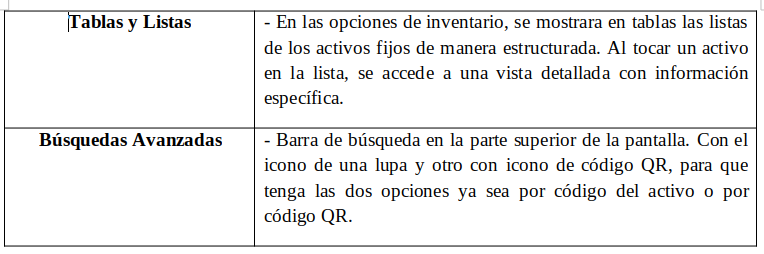 Tablas y Listas
- En las opciones de inventario, se mostrara en tablas las listas
de los activos fijos de manera estructurada. Al tocar un activo
en la lista, se accede a una vista detallada con información
específica.
Búsquedas Avanzadas
- Barra de búsqueda en la parte superior de la pantalla. Con el
icono de una lupa y otro con icono de código QR, para que
tenga las dos opciones ya sea por código del activo o por
código QR.